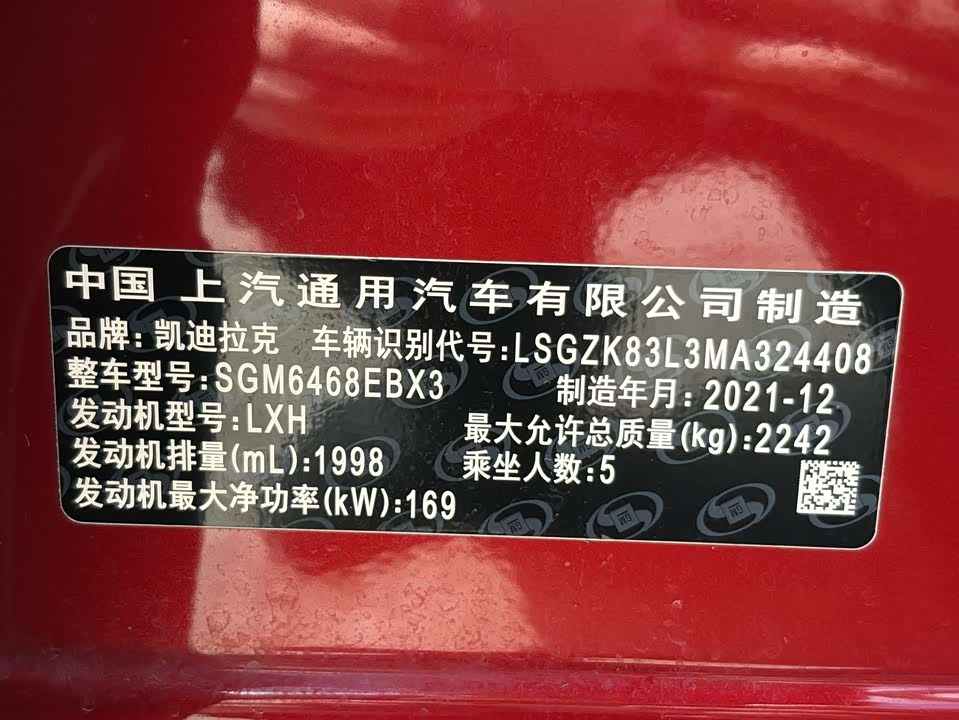 中国 上汽通用汽车有限公司制造
品牌: 凯迪拉克 车辆识别代号:LSGZK83L3MA324408
整车型号:SGM6468EBX3 制造年月: 2021-12
发动机型号:LXH 最大允许总质量(kg):2242
发动机排量(mL):1998 乘坐人数:5
发动机最大净功率(kW):169